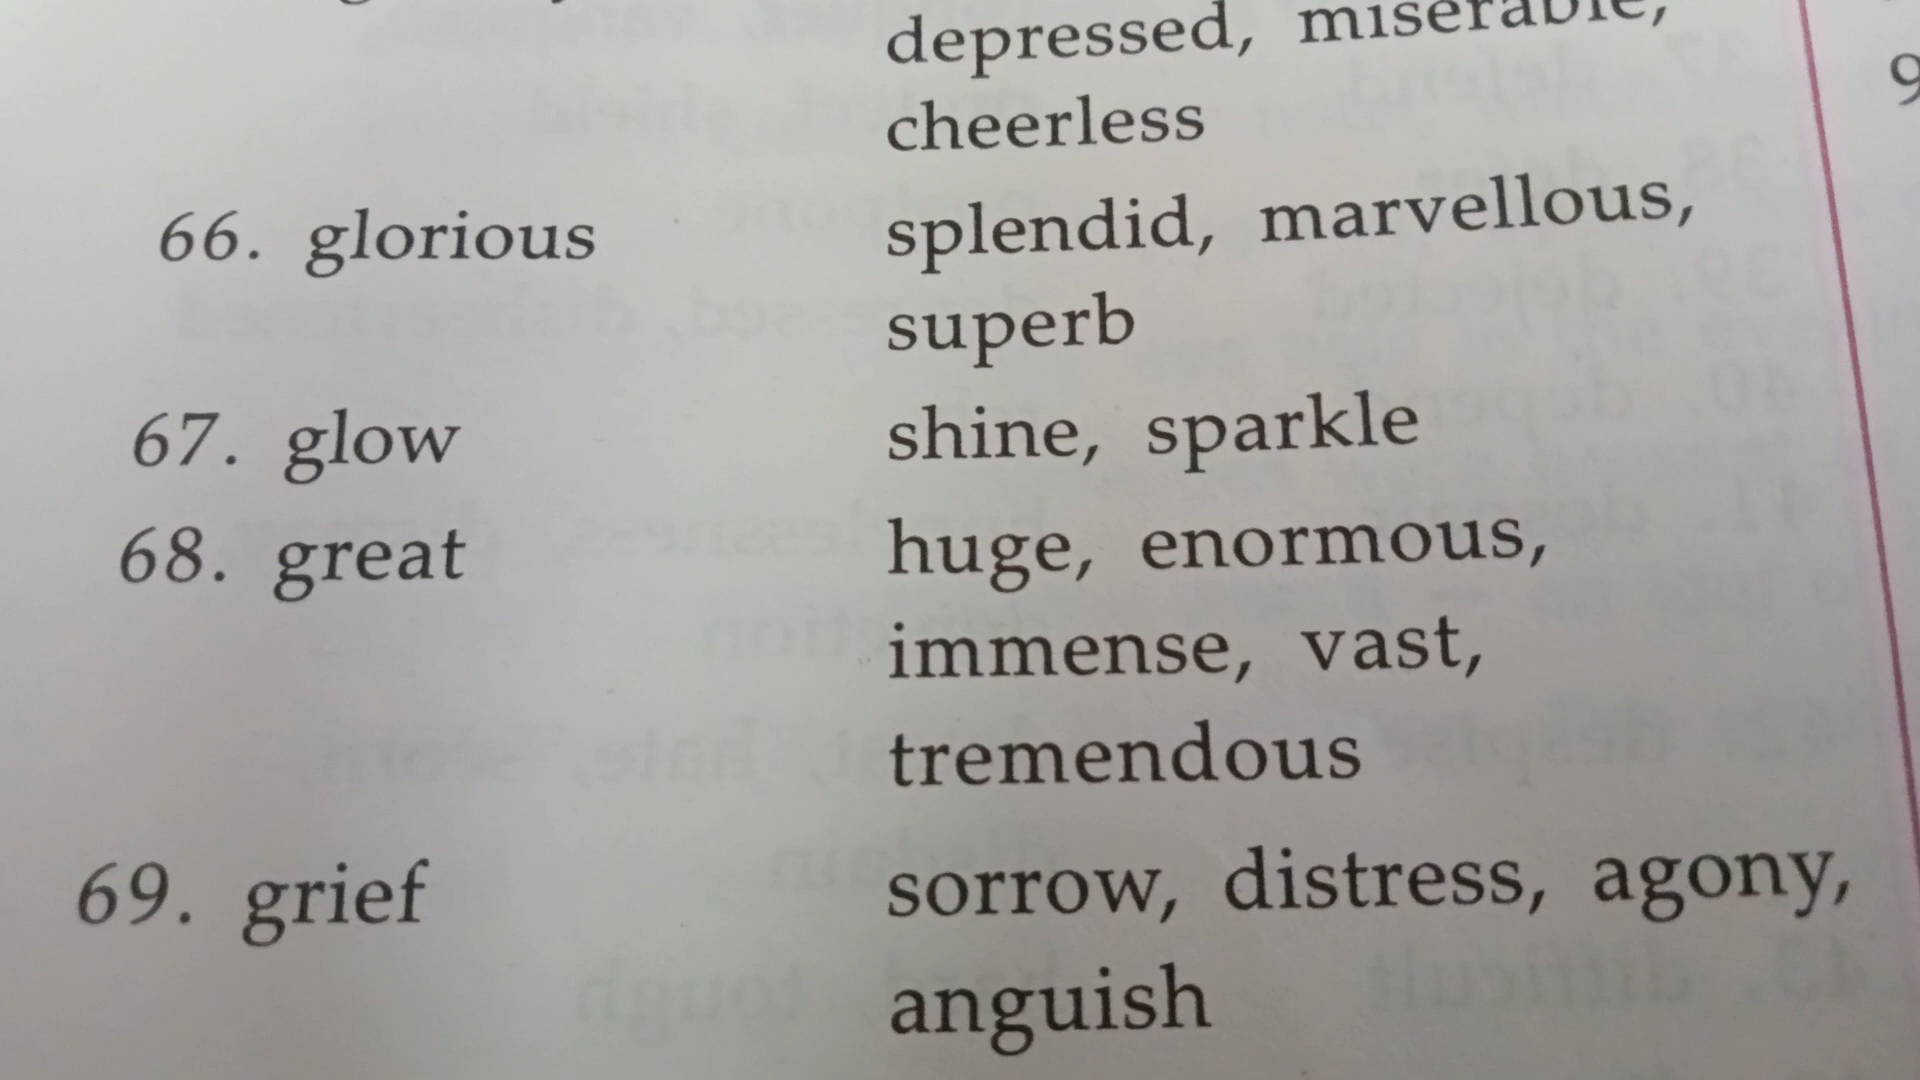 depressed, miserable,
cheerless
66. glorious splendid, marvellous,
superb
67. glow shine, sparkle
68. great huge, enormous,
immense, vast,
tremendous
69. grief sorrow, distress, agony,
anguish